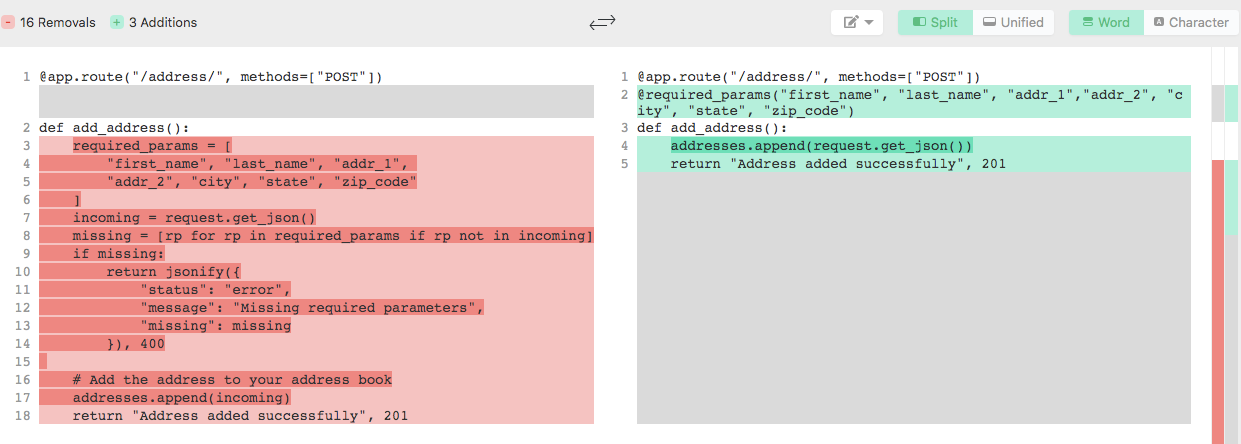 - 16 Removals + 3 Additions
Split Unified Word A Character
1 @app.route("/address/", methods=["POST"])
2 def add_address():
3 required_params = [
4 "first_name", "last_name", "addr_1",
5 "addr_2", "city", "state", "zip_code"
6 ]
7 incoming = request.get_json()
8 missing = [rp for rp in required_params if rp not in incoming]
9 if missing:
10 return jsonify({
11 "status": "error",
12 "message": "Missing required parameters",
13 "missing": missing
14 }), 400
15
16 # Add the address to your address book
17 addresses.append(incoming)
18 return "Address added successfully", 201
1 @app.route("/address/", methods=["POST"])
2 @required_params("first_name", "last_name", "addr_1","addr_2", "c
ity", "state", "zip_code")
3 def add_address():
4 addresses.append(request.get_json())
5 return "Address added successfully", 201